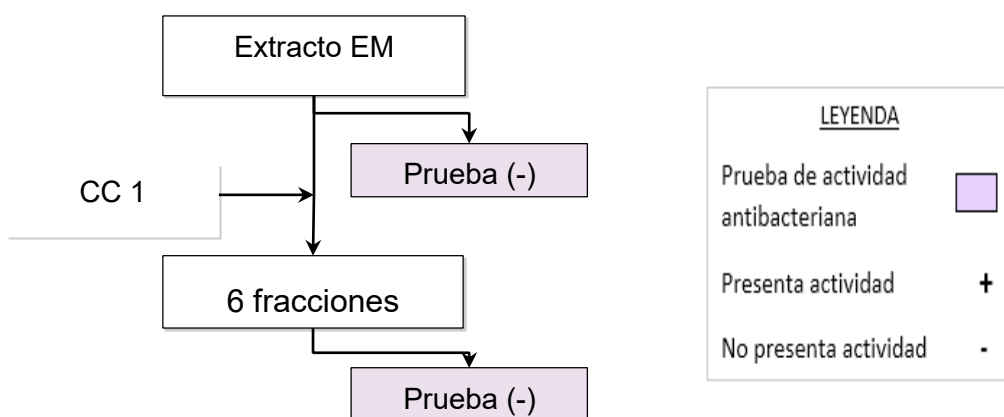 Extracto EM
Prueba (-)
CC 1
6 fracciones
Prueba (-)
LEYENDA
Prueba de actividad
antibacteriana
Presenta actividad +
No presenta actividad -